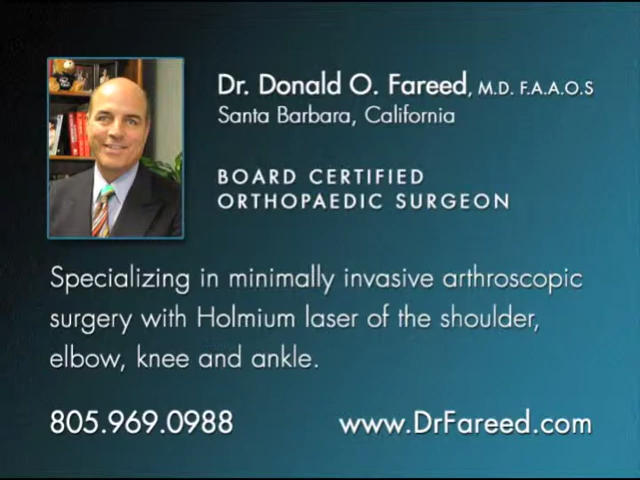 Dr. Donald O. Fareed, M.D. F.A.A.O.S
Santa Barbara, California
BOARD CERTIFIED
ORTHOPAEDIC SURGEON
Specializing in minimally invasive arthroscopic
surgery with Holmium laser of the shoulder,
elbow, knee and ankle.
805.969.0988
www.DrFareed.com